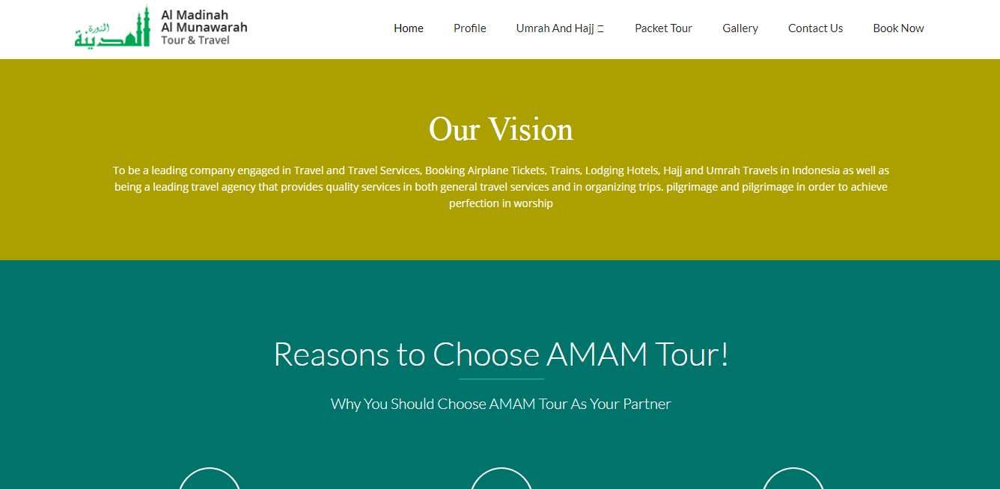 المنورة
المدينة
Al Madinah
Al Munawarah
Tour & Travel
Home Profile Umrah And Hajj Packet Tour Gallery Contact Us Book Now
Our Vision
To be a leading company engaged in Travel and Travel Services, Booking Airplane Tickets, Trains, Lodging Hotels, Hajj and Umrah Travels in Indonesia as well as
being a leading travel agency that provides quality services in both general travel services and in organizing trips. pilgrimage and pilgrimage in order to achieve
perfection in worship
Reasons to Choose AMAM Tour!
Why You Should Choose AMAM Tour As Your Partner